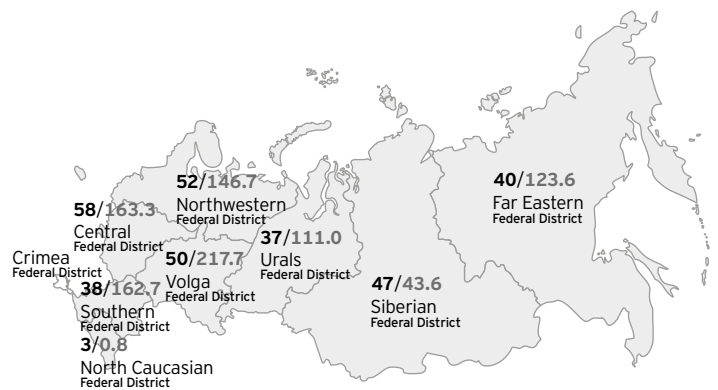 52/146.7
Northwestern
Federal District
40/123.6
Far Eastern
Federal District
58/163.3
Central
Federal District
37/111.0
Urals
Federal District
Crimea
Federal District
50/217.7
Volga
Federal District
47/43.6
Siberian
Federal District
38/162.7
Southern
Federal District
3/0.8
North Caucasian
Federal District